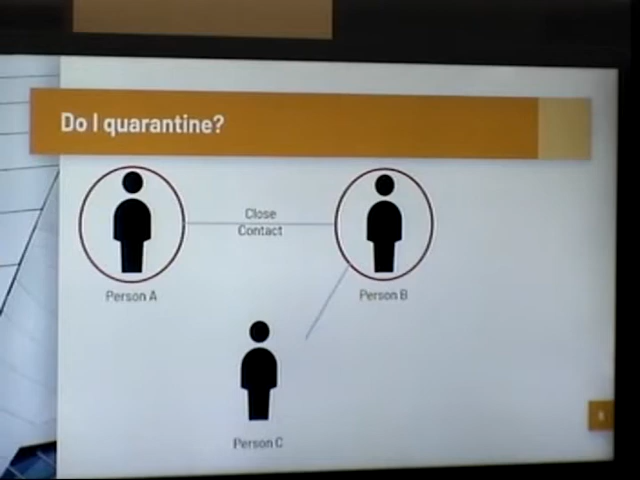 Do I quarantine?
Close
Contact
Person A
Person B
Person C